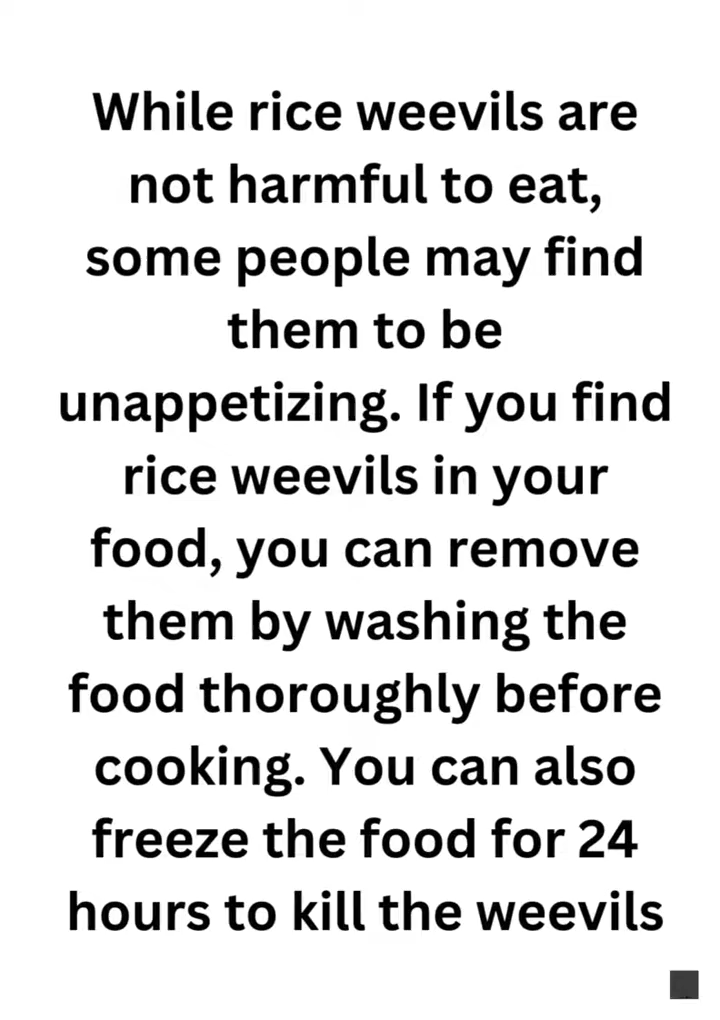 While rice weevils are
not harmful to eat,
some people may find
them to be
unappetizing. If you find
rice weevils in your
food, you can remove
them by washing the
food thoroughly before
cooking. You can also
freeze the food for 24
hours to kill the weevils